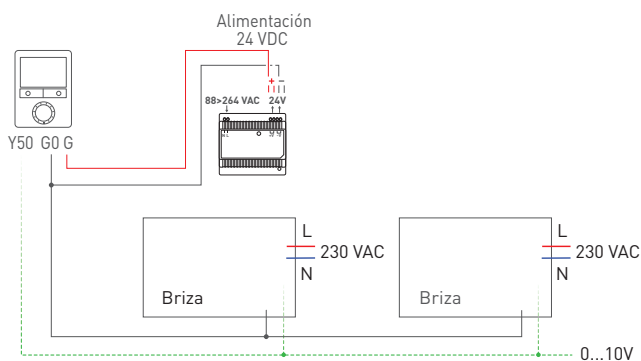 Alimentación
24 VDC
88>264 VAC
24V
Y50 G0 G
L
230 VAC
N
Briza
L
230 VAC
N
Briza
0...10V